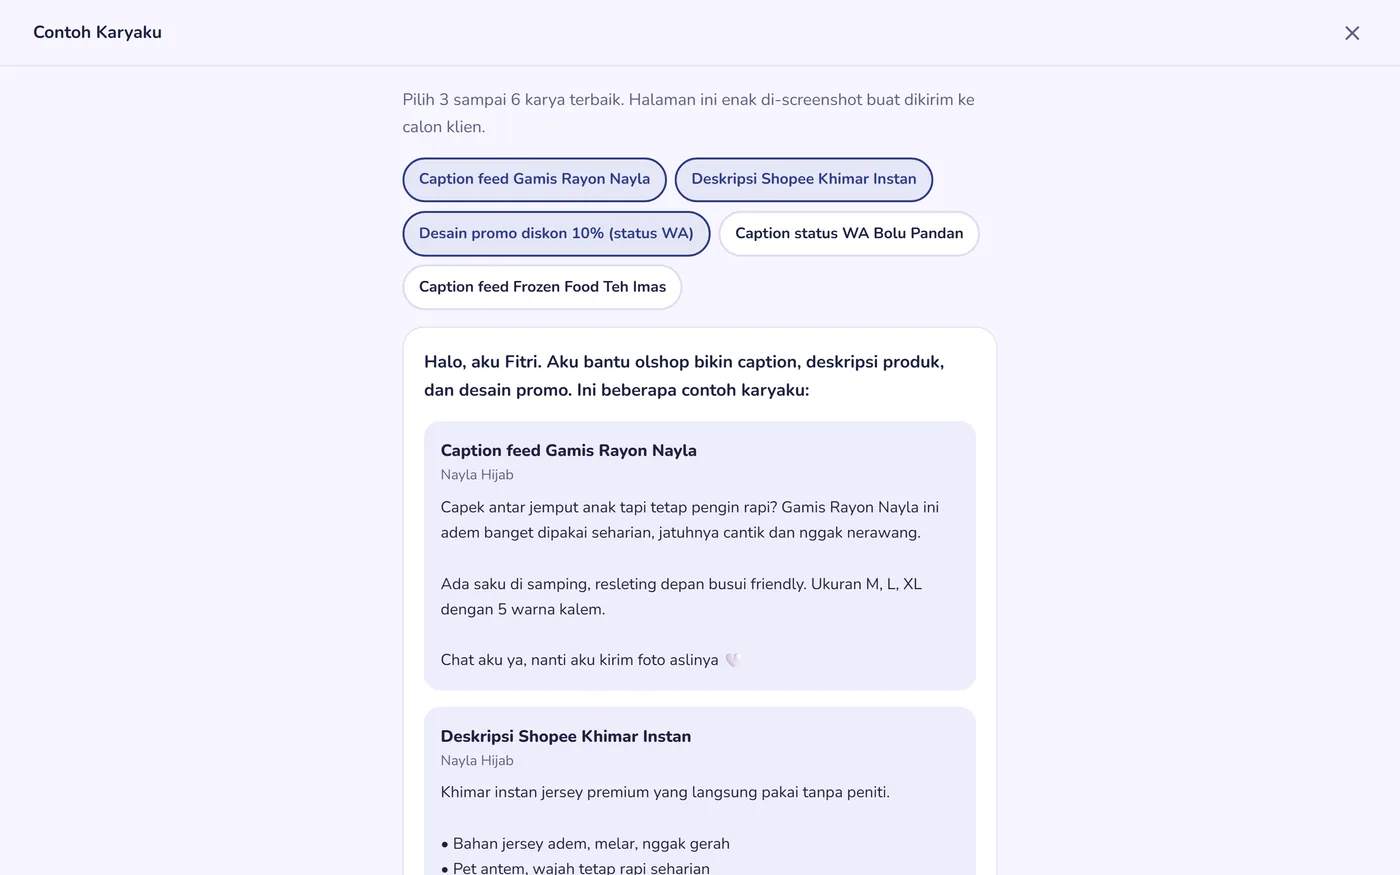 Contoh Karyaku
Pilih 3 sampai 6 karya terbaik. Halaman ini enak di-screenshot buat dikirim ke
calon klien.
Caption feed Gamis Rayon Nayla
Deskripsi Shopee Khimar Instan
Desain promo diskon 10% (status WA)
Caption status WA Bolu Pandan
Caption feed Frozen Food Teh Imas
Halo, aku Fitri. Aku bantu olshop bikin caption, deskripsi produk,
dan desain promo. Ini beberapa contoh karyaku:
Caption feed Gamis Rayon Nayla
Nayla Hijab
Capek antar jemput anak tapi tetap pengin rapi? Gamis Rayon Nayla ini
adem banget dipakai seharian, jatuhnya cantik dan nggak nerawang.
Ada saku di samping, resleting depan busui friendly. Ukuran M, L, XL
dengan 5 warna kalem.
Chat aku ya, nanti aku kirim foto aslinya 🤍
Deskripsi Shopee Khimar Instan
Nayla Hijab
Khimar instan jersey premium yang langsung pakai tanpa peniti.
• Bahan jersey adem, melar, nggak gerah
• Pet antem, wajah tetap rapi seharian